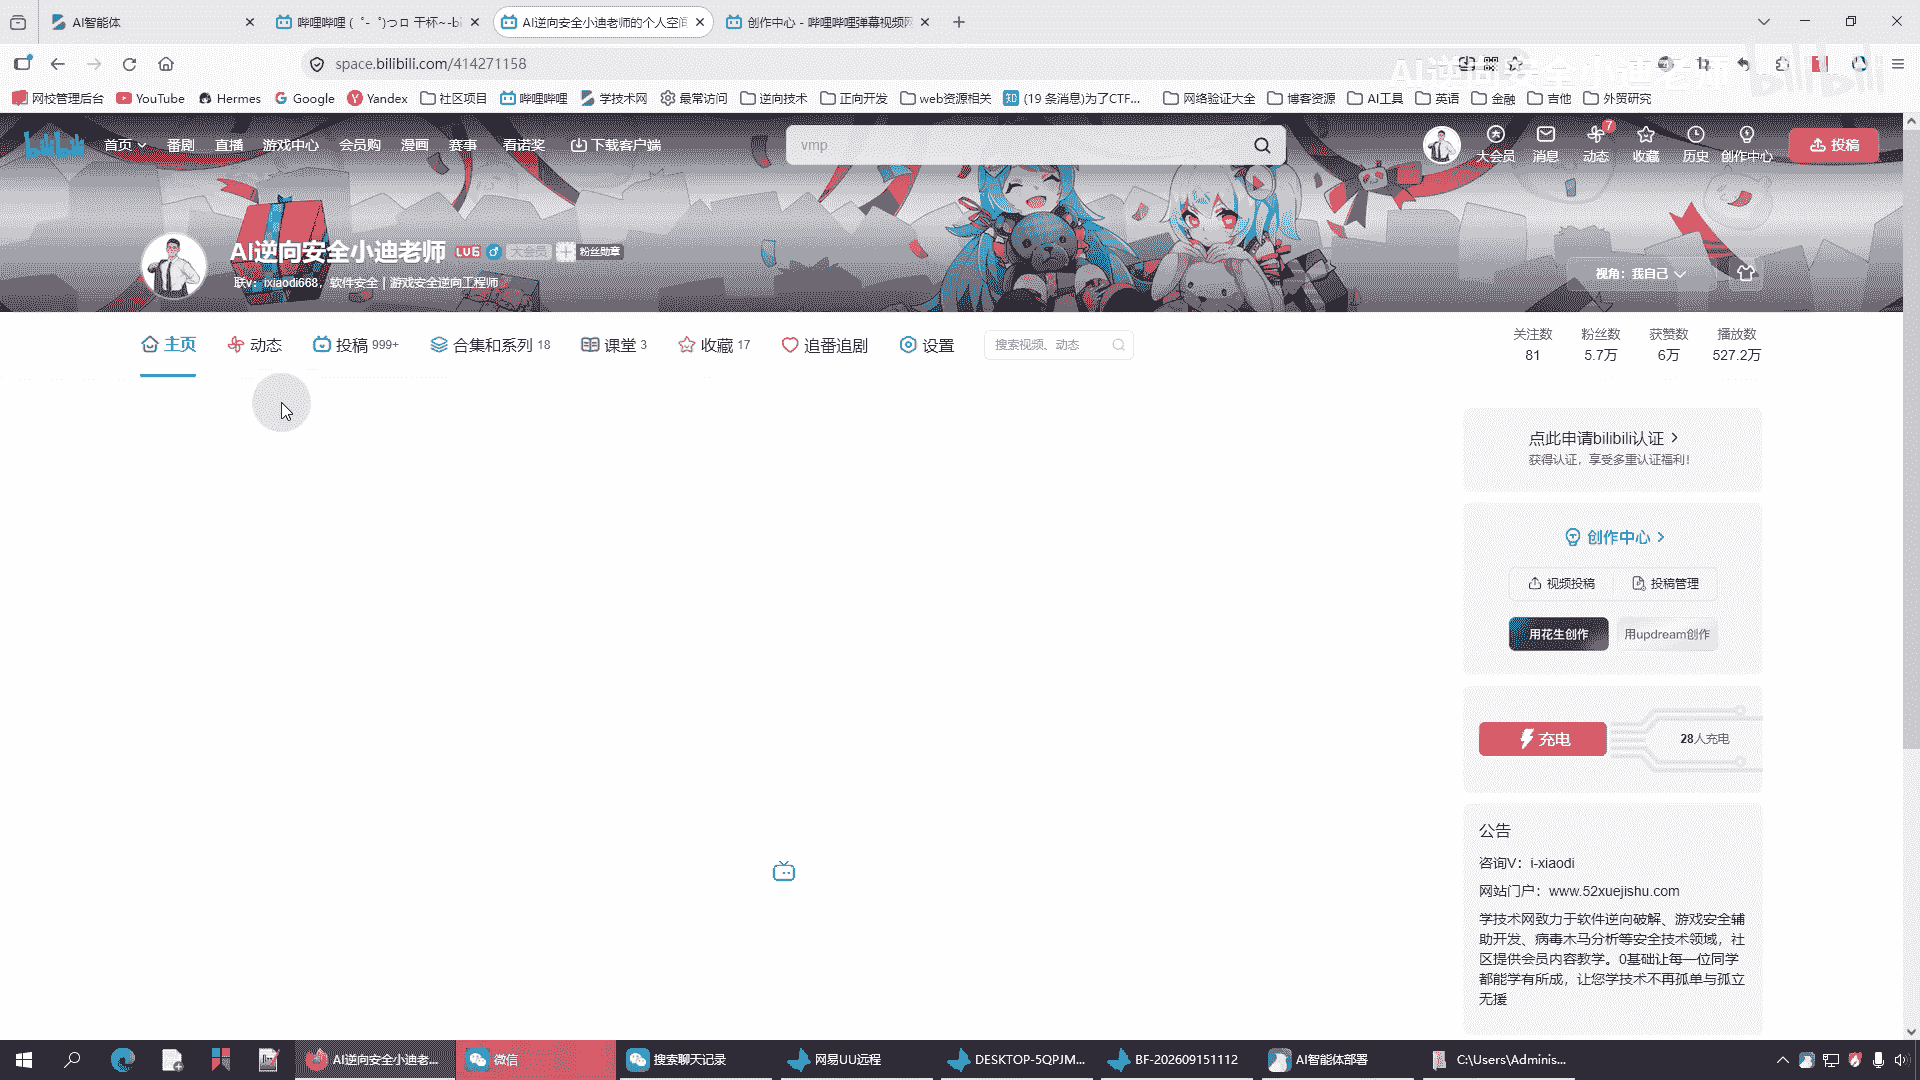 AI智能体
哔哩哔哩 (゜-゜)つロ 干杯~-bi
AI逆向安全小迪老师的个人空间
创作中心 - 哔哩哔哩弹幕视频网
space.bilibili.com/414271158
AI逆向安全小迪老师
bilibili
网校管理后台
YouTube
Hermes
Google
Yandex
社区项目
哔哩哔哩
学技术网
最常访问
逆向技术
正向开发
web资源相关
(19 条消息)为了CTF...
网络验证大全
博客资源
AI工具
英语
金融
吉他
外贸研究
bilibili
首页
番剧
直播
游戏中心
会员购
漫画
赛事
看诺奖
下载客户端
vmp
大会员
消息
7
动态
收藏
历史
创作中心
投稿
AI逆向安全小迪老师 LV6 大会员 粉丝勋章
联v：ixiaodi668，软件安全 | 游戏安全逆向工程师
视角：我自己
主页
动态
投稿 999+
合集和系列 18
课堂 3
收藏 17
追番追剧
设置
搜索视频、动态
关注数
81
粉丝数
5.7万
获赞数
6万
播放数
527.2万
点此申请bilibili认证
获得认证，享受多重认证福利！
创作中心
视频投稿
投稿管理
用花生创作
用updream创作
充电
28人充电
公告
咨询V：i-xiaodi
网站门户：www.52xuejishu.com
学技术网致力于软件逆向破解、游戏安全辅
助开发、病毒木马分析等安全技术领域，社
区提供会员内容教学。0基础让每一位同学
都能学有所成，让您学技术不再孤单与孤立
无援
AI逆向安全小迪老...
微信
搜索聊天记录
网易UU远程
DESKTOP-5QPJM...
BF-202609151112
AI智能体部署
C:\Users\Adminis...